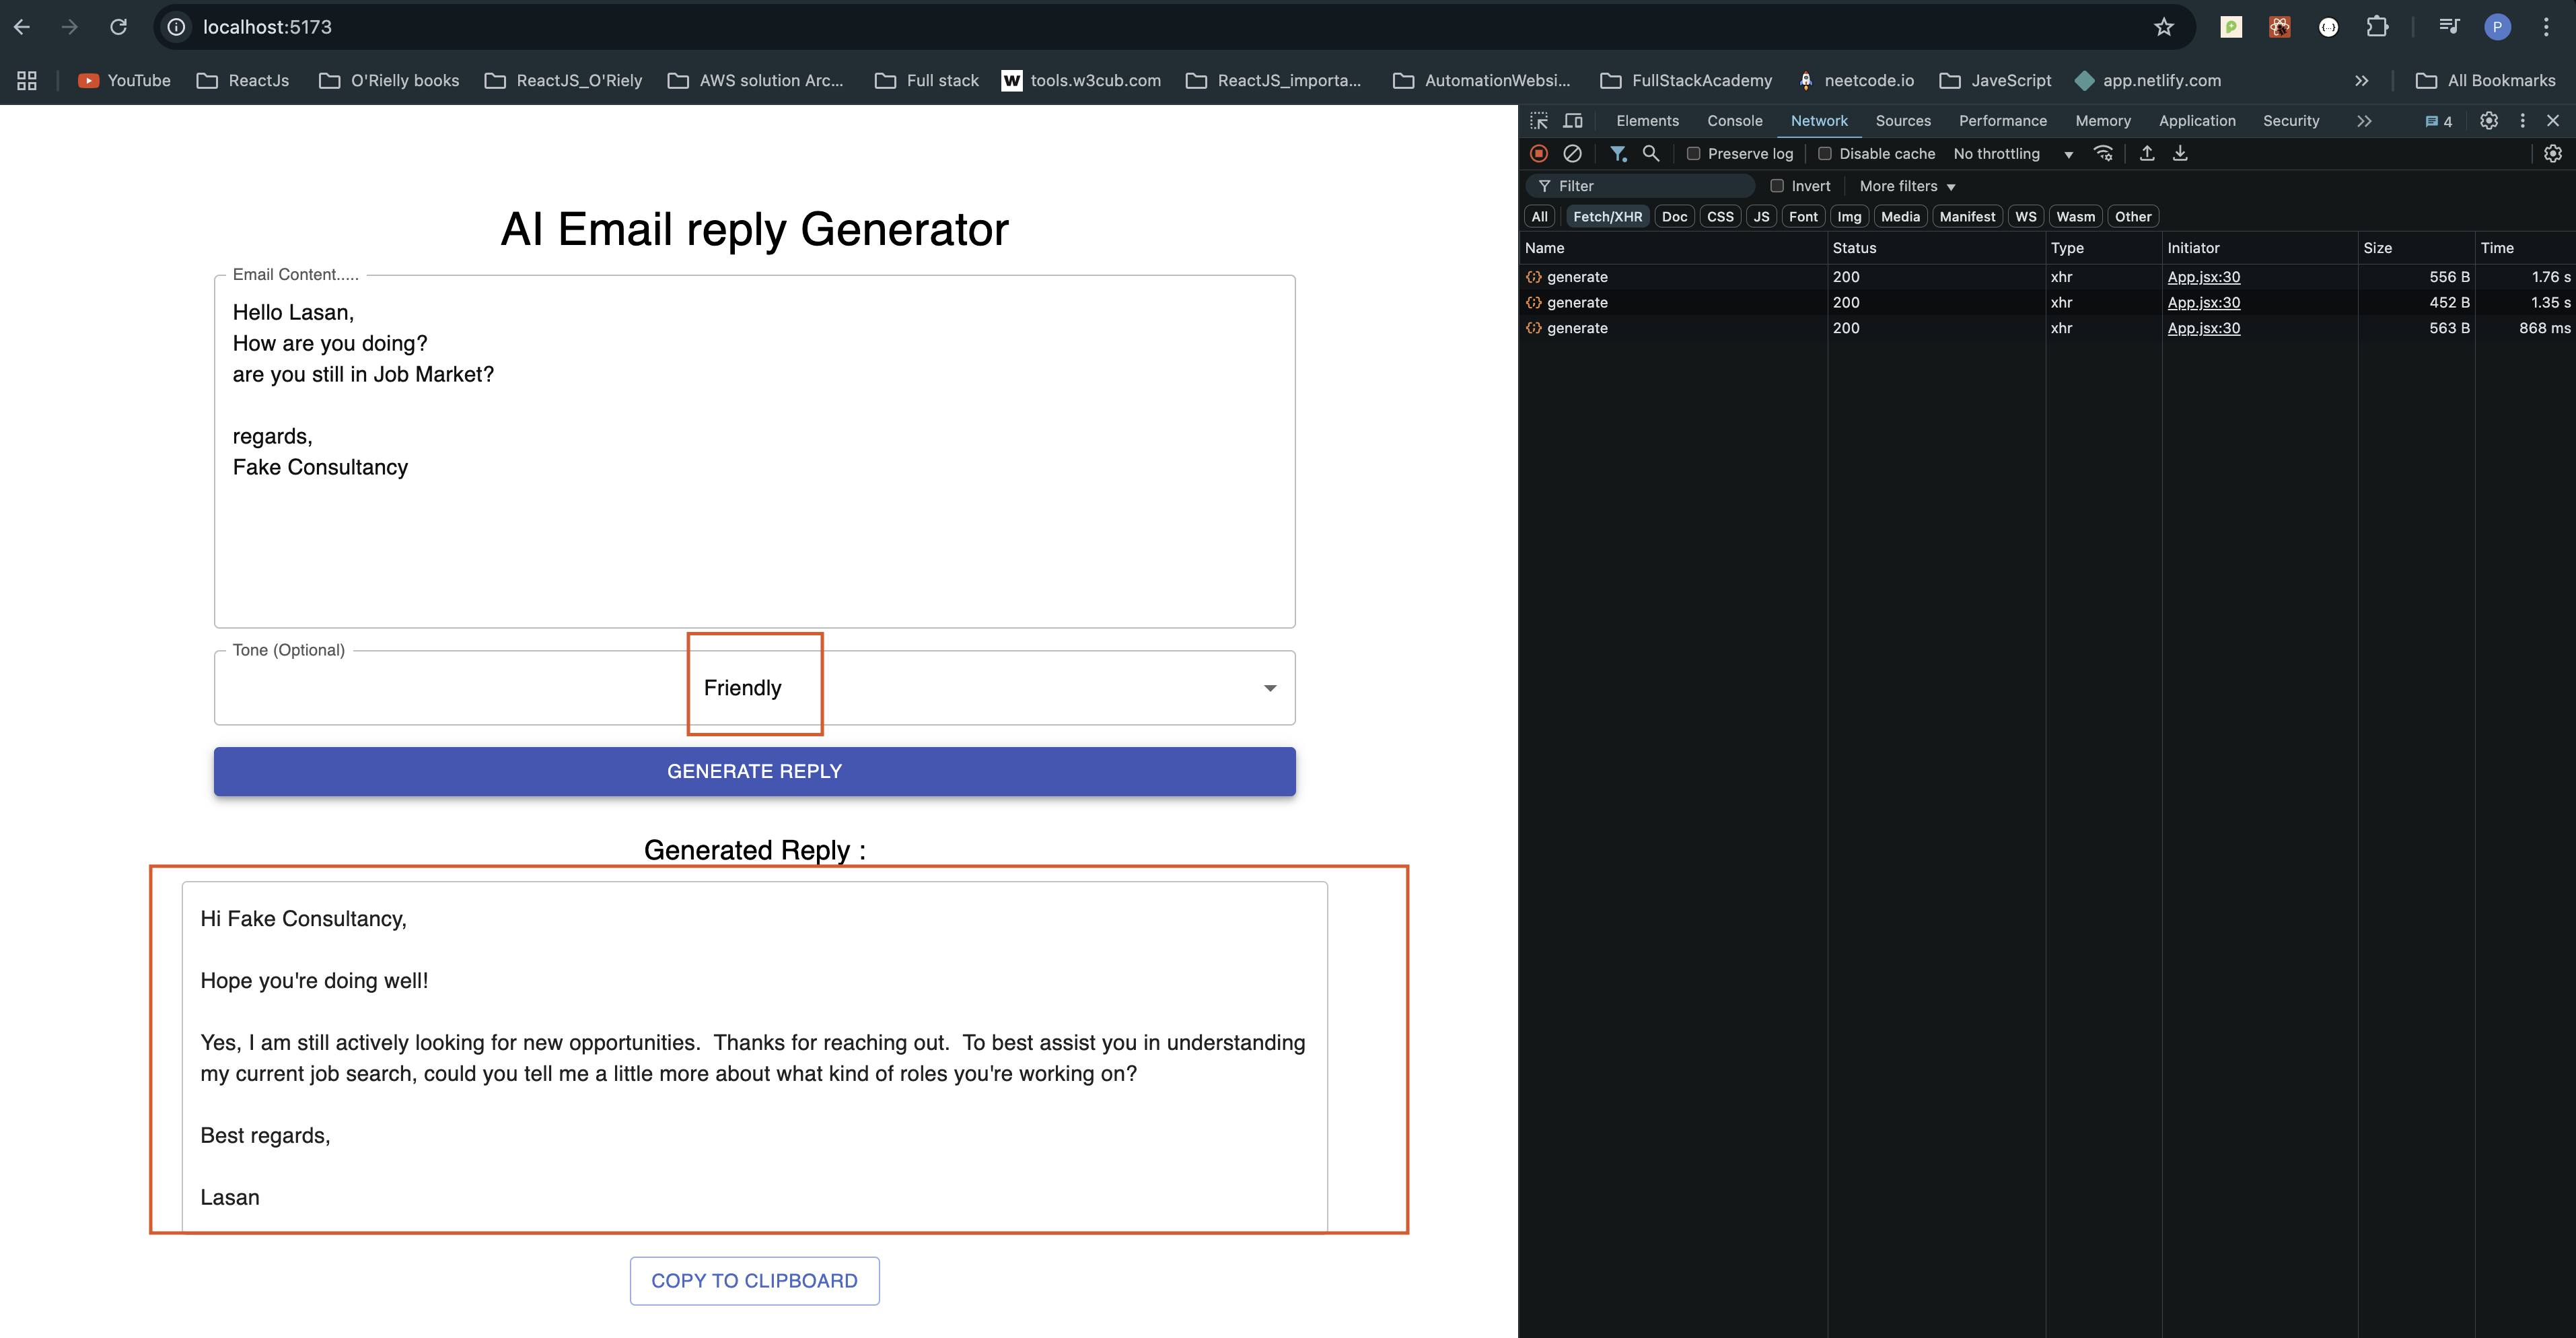 localhost:5173
YouTube ReactJs O'Rielly books ReactJS_O'Riely AWS solution Arc... Full stack W tools.w3cub.com ReactJS_importa... AutomationWebsi... FullStackAcademy neetcode.io JaveScript app.netlify.com All Bookmarks
P
AI Email reply Generator
Email Content.....
Hello Lasan,
How are you doing?
are you still in Job Market?
regards,
Fake Consultancy
Tone (Optional)
Friendly
GENERATE REPLY
Generated Reply :
Hi Fake Consultancy,
Hope you're doing well!
Yes, I am still actively looking for new opportunities.  Thanks for reaching out.  To best assist you in understanding
my current job search, could you tell me a little more about what kind of roles you're working on?
Best regards,
Lasan
COPY TO CLIPBOARD
Elements Console Network Sources Performance Memory Application Security 4
Preserve log Disable cache No throttling
Filter Invert More filters
All Fetch/XHR Doc CSS JS Font Img Media Manifest WS Wasm Other
Name Status Type Initiator Size Time
generate 200 xhr App.jsx:30 556 B 1.76 s
generate 200 xhr App.jsx:30 452 B 1.35 s
generate 200 xhr App.jsx:30 563 B 868 ms